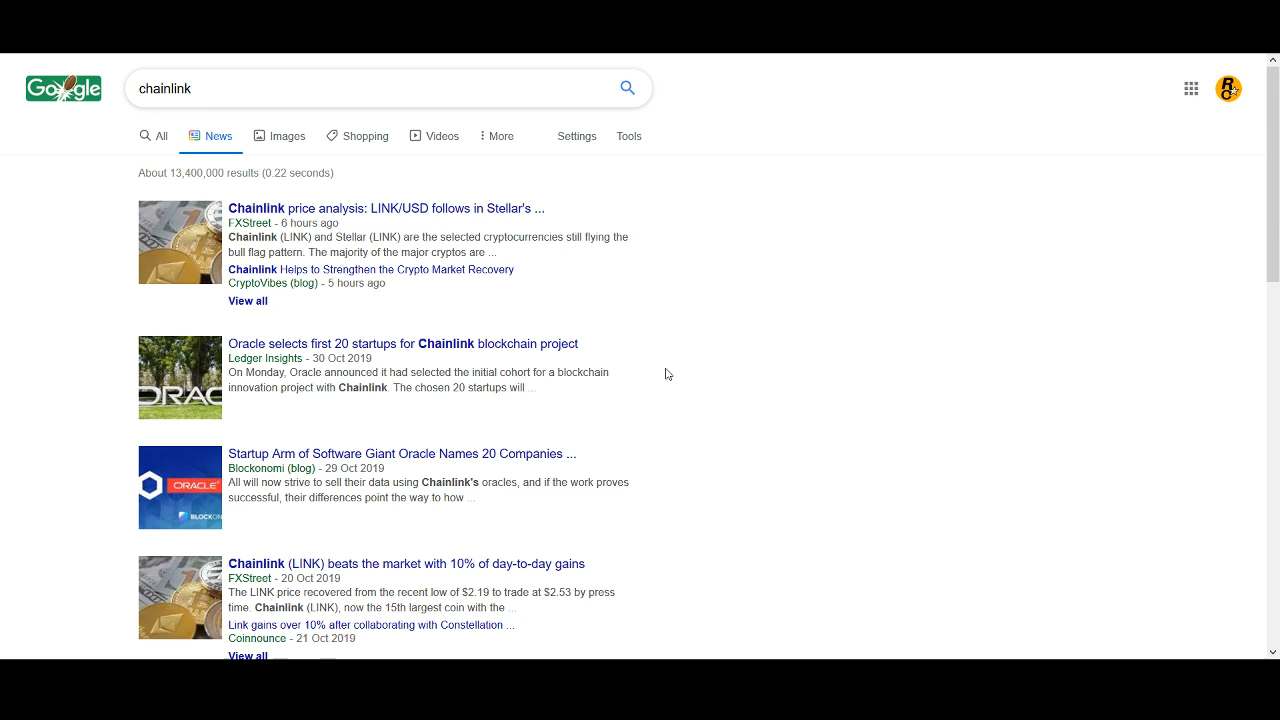 Google
chainlink
All News Images Shopping Videos More Settings Tools
About 13,400,000 results (0.22 seconds)
Chainlink price analysis: LINK/USD follows in Stellar's ...
FXStreet - 6 hours ago
Chainlink (LINK) and Stellar (LINK) are the selected cryptocurrencies still flying the
bull flag pattern. The majority of the major cryptos are ...
Chainlink Helps to Strengthen the Crypto Market Recovery
CryptoVibes (blog) - 5 hours ago
View all
ORAC
Oracle selects first 20 startups for Chainlink blockchain project
Ledger Insights - 30 Oct 2019
On Monday, Oracle announced it had selected the initial cohort for a blockchain
innovation project with Chainlink. The chosen 20 startups will ...
ORACLE
BLOCKON
Startup Arm of Software Giant Oracle Names 20 Companies ...
Blockonomi (blog) - 29 Oct 2019
All will now strive to sell their data using Chainlink's oracles, and if the work proves
successful, their differences point the way to how ...
Chainlink (LINK) beats the market with 10% of day-to-day gains
FXStreet - 20 Oct 2019
The LINK price recovered from the recent low of $2.19 to trade at $2.53 by press
time. Chainlink (LINK), now the 15th largest coin with the ...
Link gains over 10% after collaborating with Constellation ...
Coinnounce - 21 Oct 2019
View all